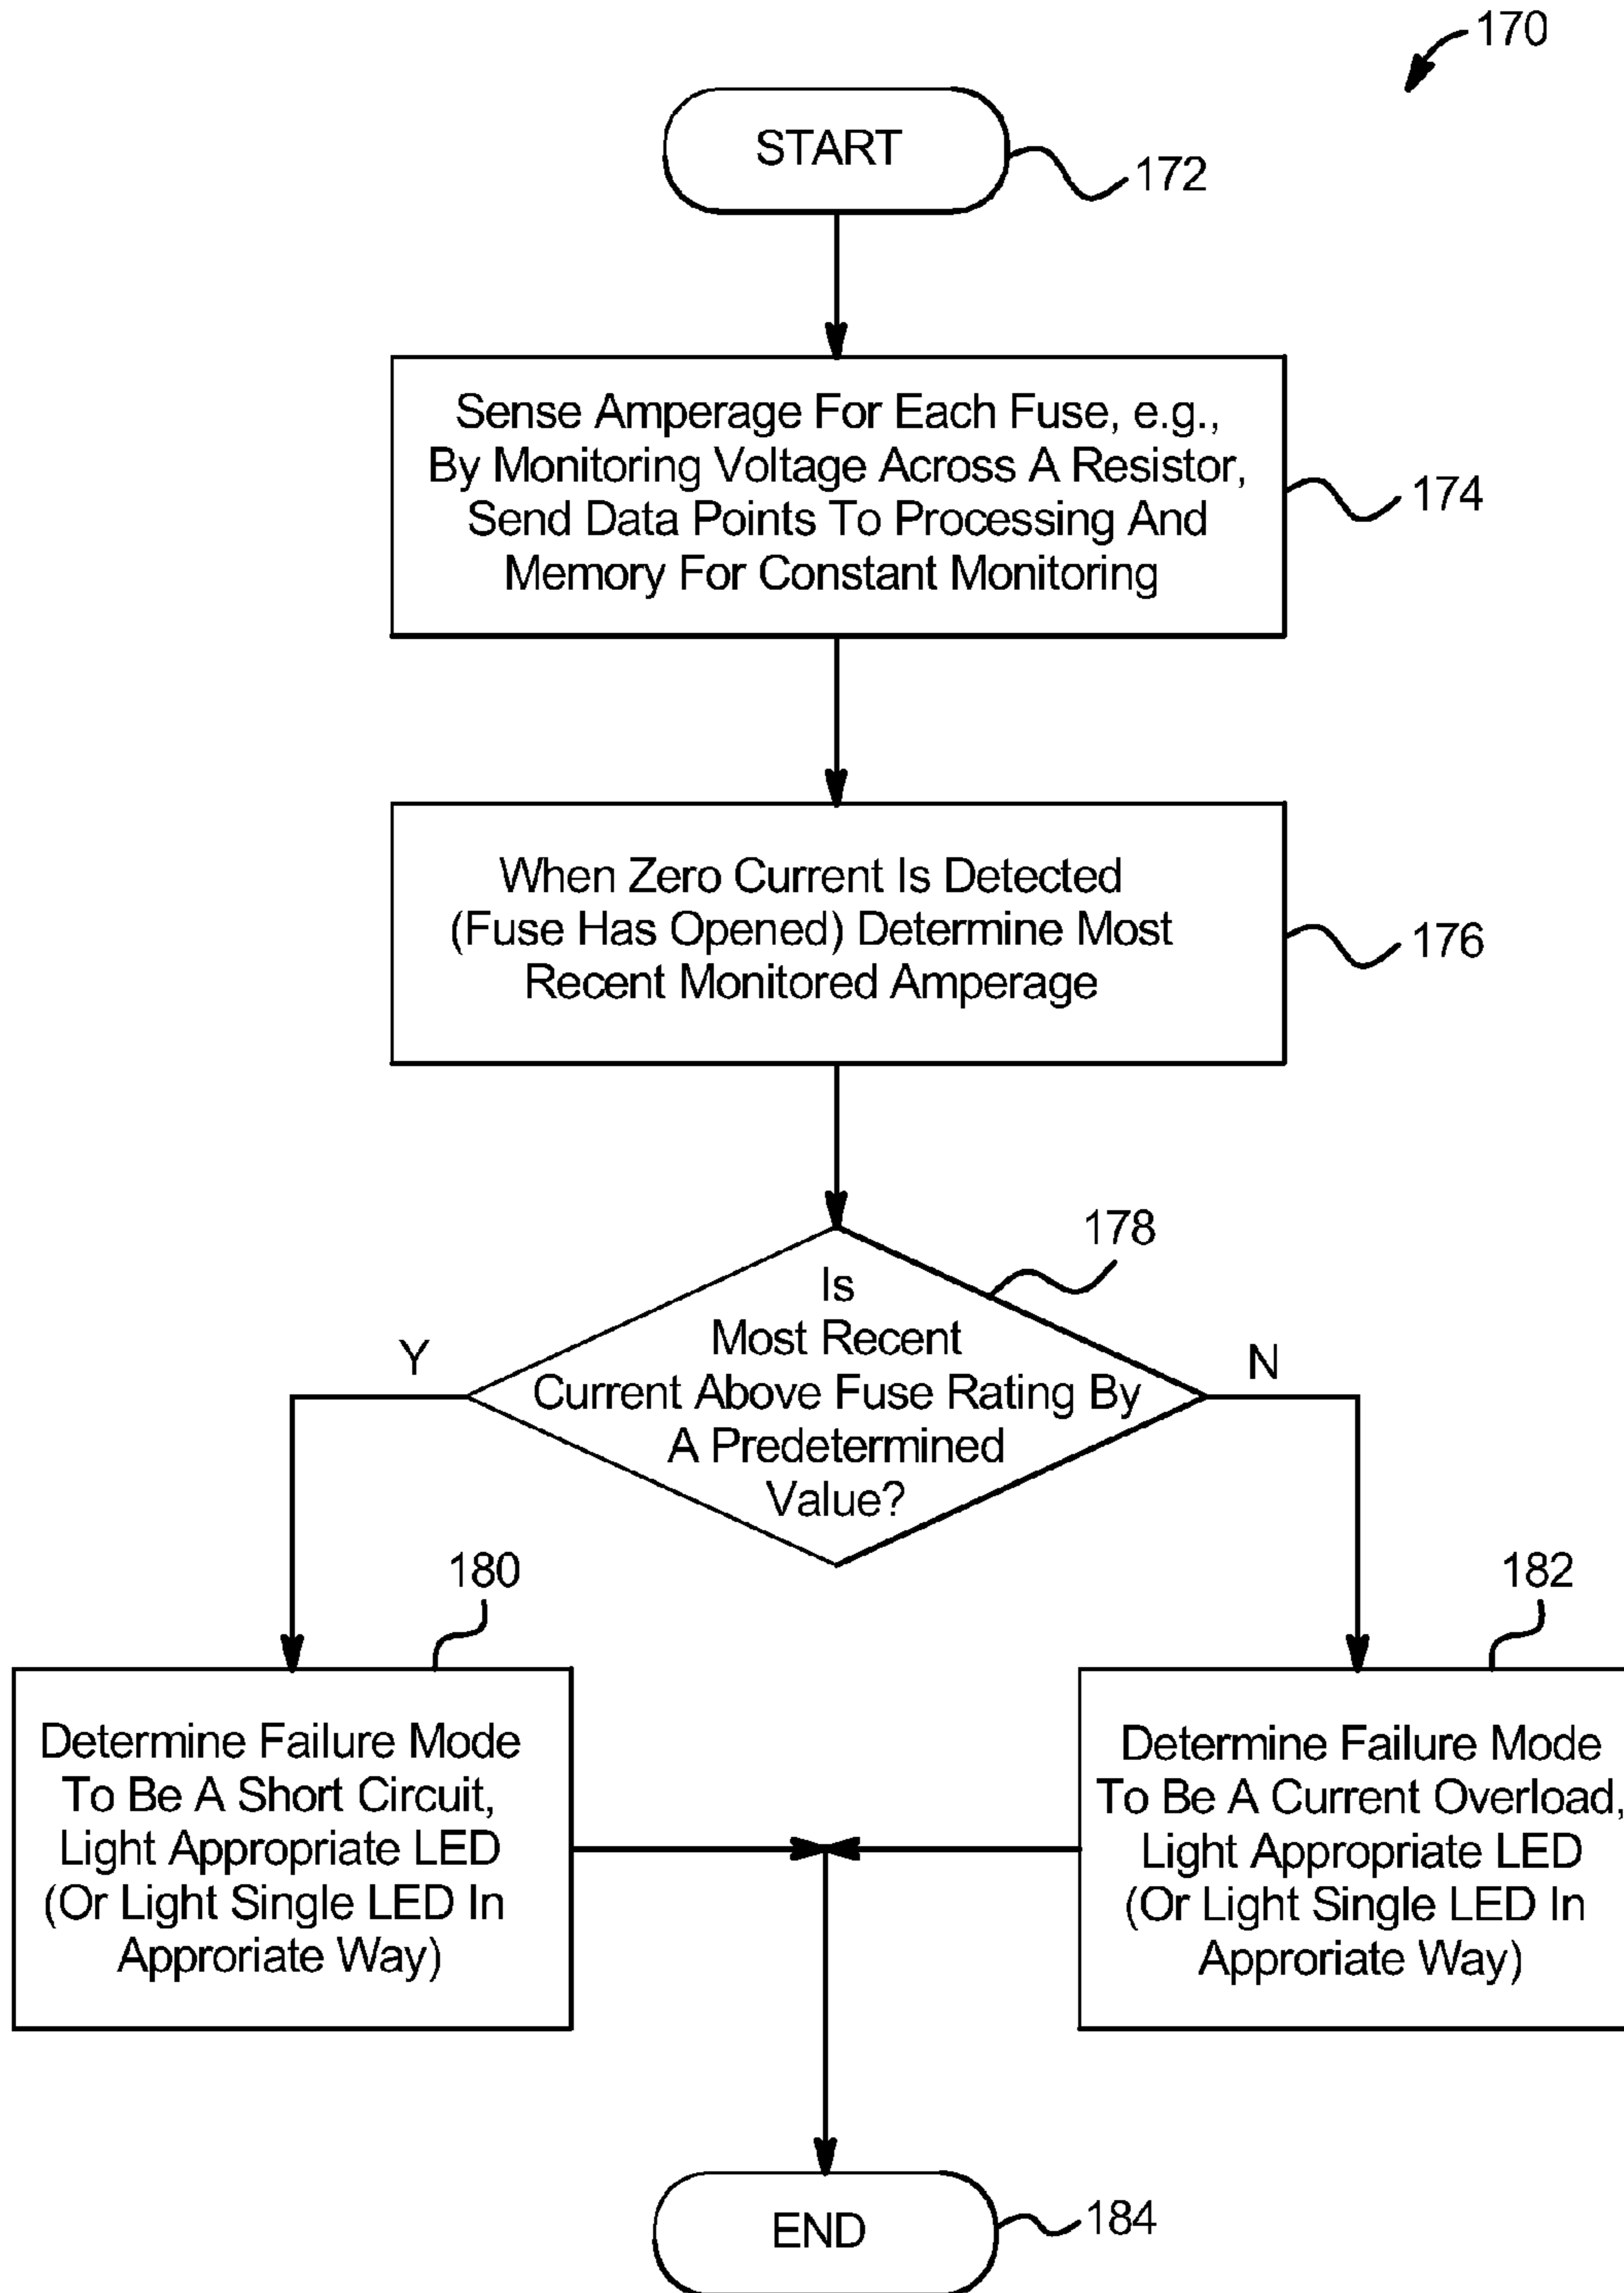 170
START
172
Sense Amperage For Each Fuse, e.g.,
By Monitoring Voltage Across A Resistor,
Send Data Points To Processing And
Memory For Constant Monitoring
174
When Zero Current Is Detected
(Fuse Has Opened) Determine Most
Recent Monitored Amperage
176
178
Is
Most Recent
Current Above Fuse Rating By
A Predetermined
Value?
Y
N
180
Determine Failure Mode
To Be A Short Circuit,
Light Appropriate LED
(Or Light Single LED In
Approriate Way)
182
Determine Failure Mode
To Be A Current Overload,
Light Appropriate LED
(Or Light Single LED In
Approriate Way)
END
184